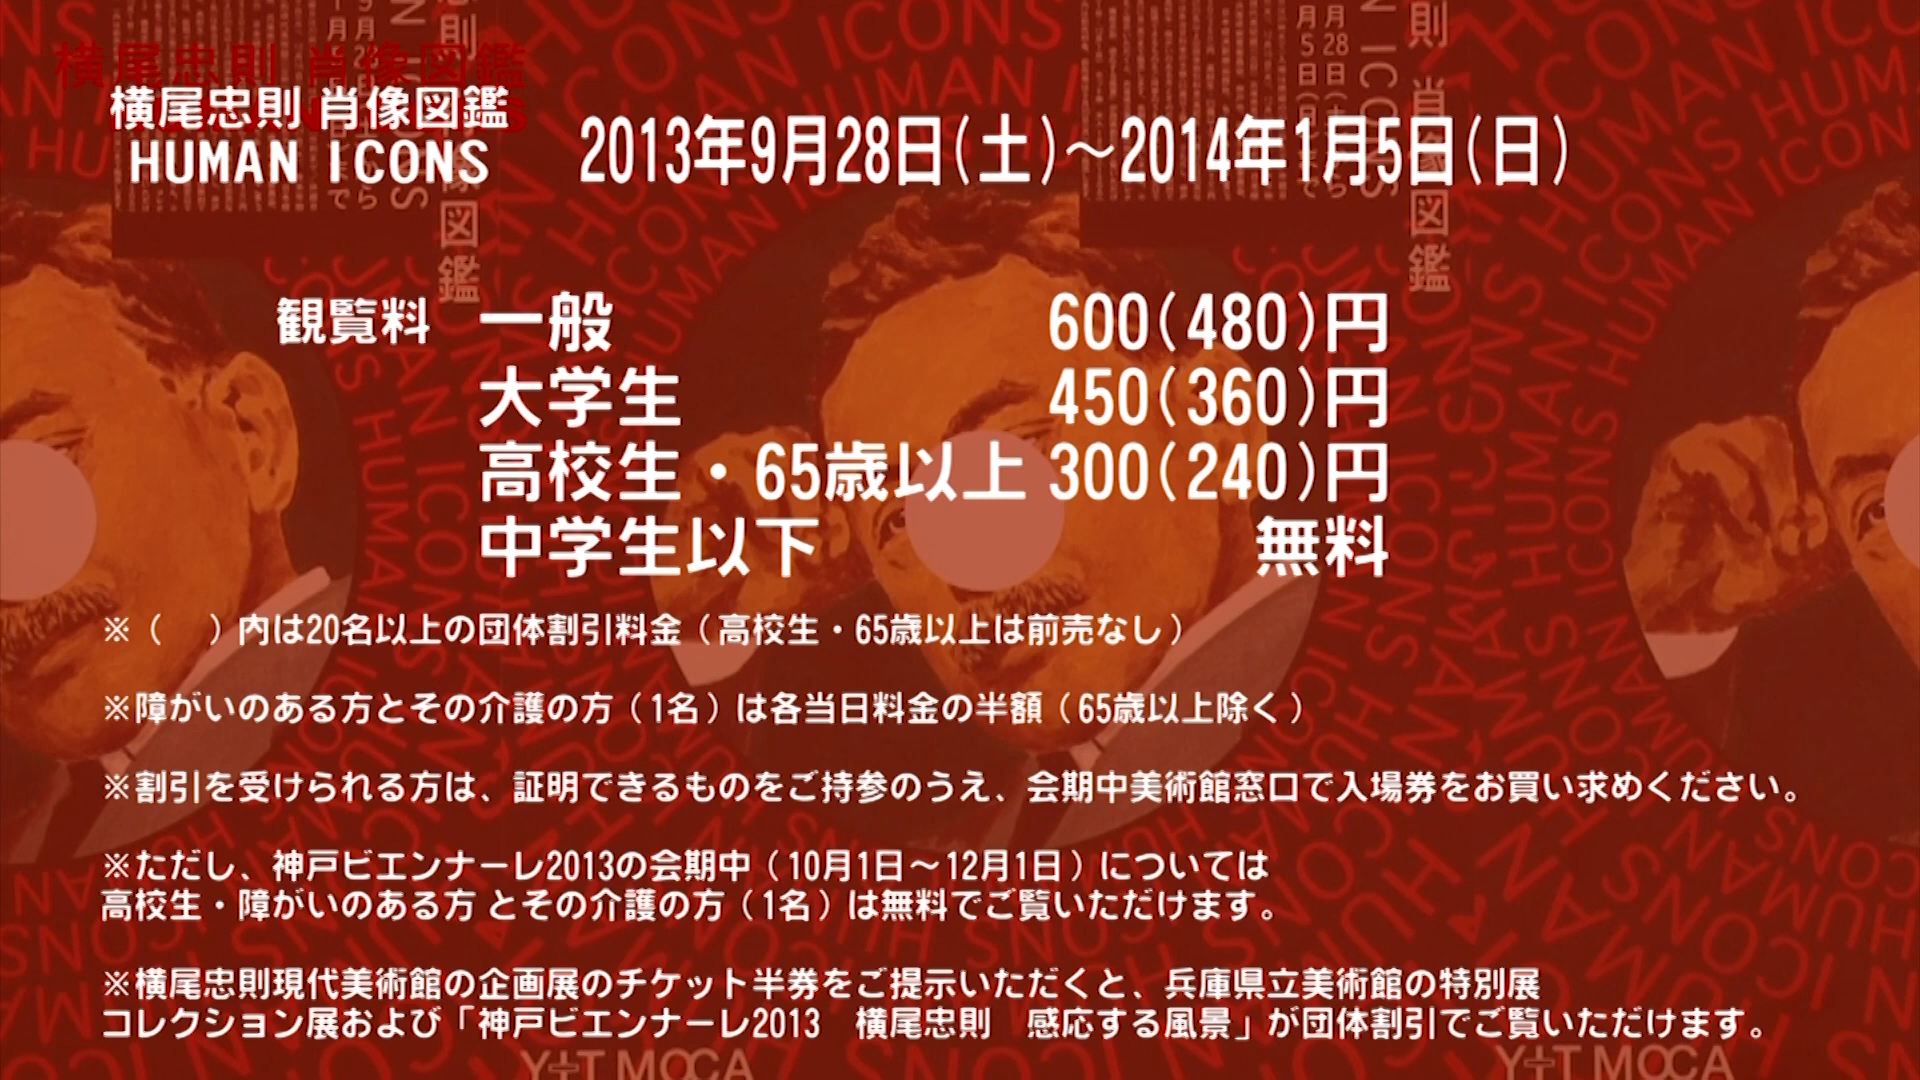 横尾忠則 肖像図鑑
HUMAN ICONS
2013年9月28日(土)～2014年1月5日(日)
観覧料 一般 600(480)円
大学生 450(360)円
高校生・65歳以上 300(240)円
中学生以下 無料
※（　）内は20名以上の団体割引料金（高校生・65歳以上は前売なし）
※障がいのある方とその介護の方（1名）は各当日料金の半額（65歳以上除く）
※割引を受けられる方は、証明できるものをご持参のうえ、会期中美術館窓口で入場券をお買い求めください。
※ただし、神戸ビエンナーレ2013の会期中（10月1日～12月1日）については
高校生・障がいのある方 とその介護の方（1名）は無料でご覧いただけます。
※横尾忠則現代美術館の企画展のチケット半券をご提示いただくと、兵庫県立美術館の特別展
コレクション展および「神戸ビエンナーレ2013　横尾忠則　感応する風景」が団体割引でご覧いただけます。
Y+T MOCA
Y+T MOCA